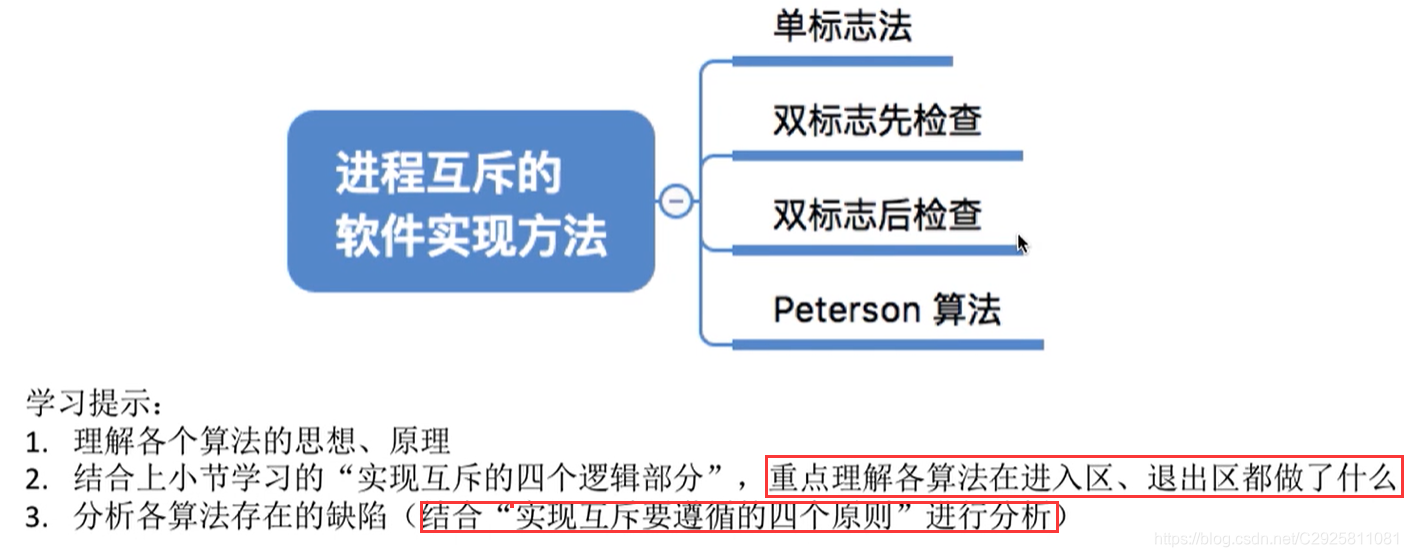 单标志法
双标志先检查
进程互斥的
软件实现方法
双标志后检查
Peterson 算法
学习提示：
1. 理解各个算法的思想、原理
2. 结合上小节学习的“实现互斥的四个逻辑部分”，重点理解各算法在进入区、退出区都做了什么
3. 分析各算法存在的缺陷（结合“实现互斥要遵循的四个原则”进行分析）
https://blog.csdn.net/C2925811081